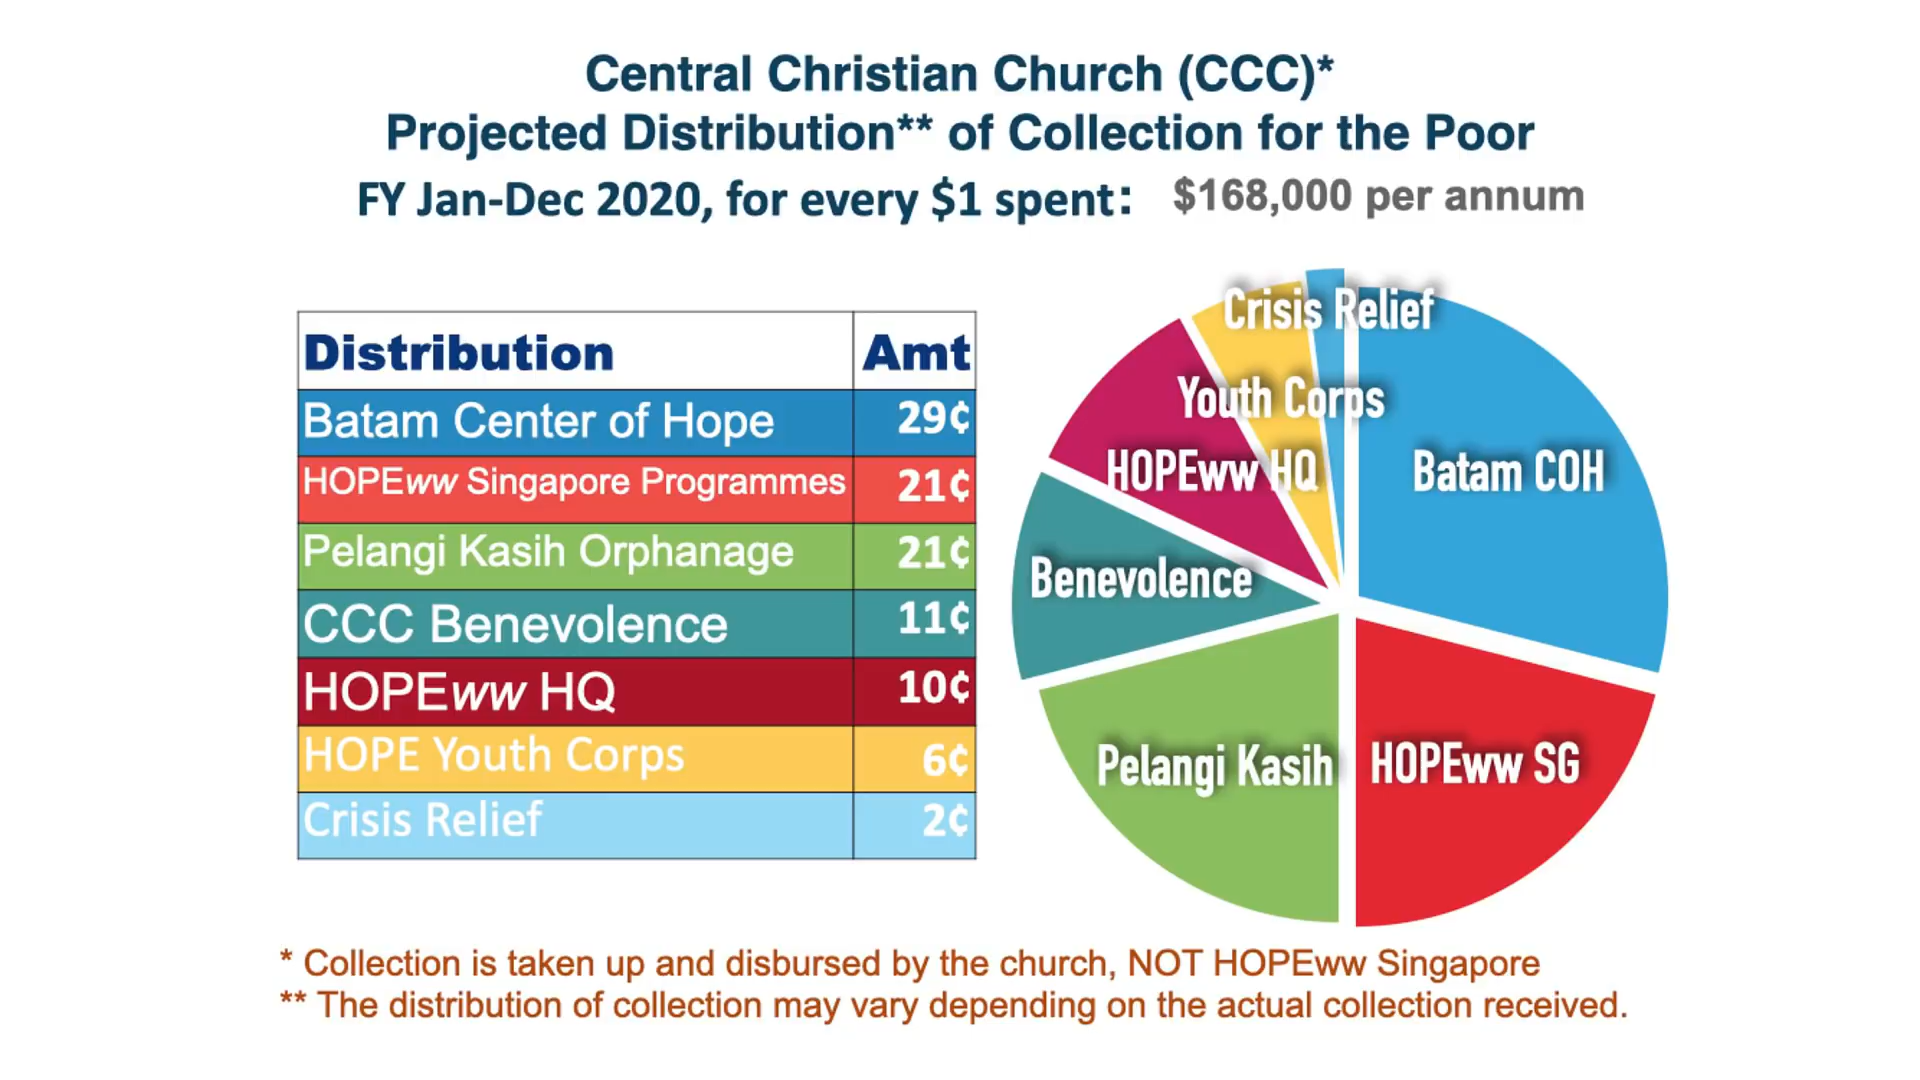 Central Christian Church (CCC)*
Projected Distribution** of Collection for the Poor
FY Jan-Dec 2020, for every $1 spent: $168,000 per annum
Distribution Amt
Batam Center of Hope 29¢
HOPEww Singapore Programmes 21¢
Pelangi Kasih Orphanage 21¢
CCC Benevolence 11¢
HOPEww HQ 10¢
HOPE Youth Corps 6¢
Crisis Relief 2¢
Crisis Relief
Youth Corps
HOPEww HQ
Batam COH
Benevolence
Pelangi Kasih
HOPEww SG
* Collection is taken up and disbursed by the church, NOT HOPEww Singapore
** The distribution of collection may vary depending on the actual collection received.